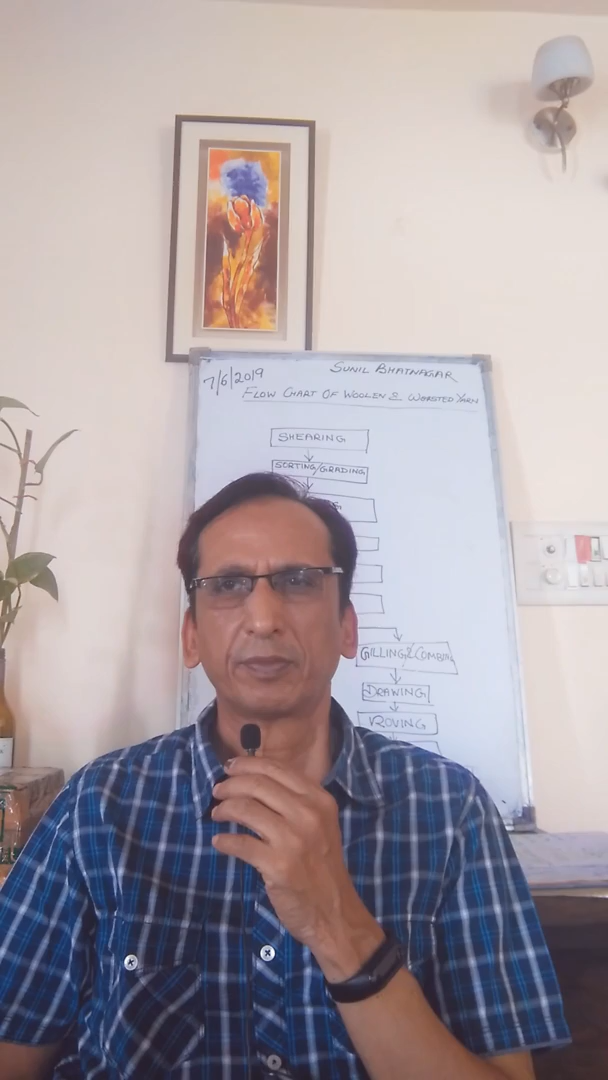 7/6/2019
SUNIL BHATNAGAR
FLOW CHART OF WOOLEN & WORSTED YARN
SHEARING
SORTING/GRADING
GILLING & COMBING
DRAWING
ROVING